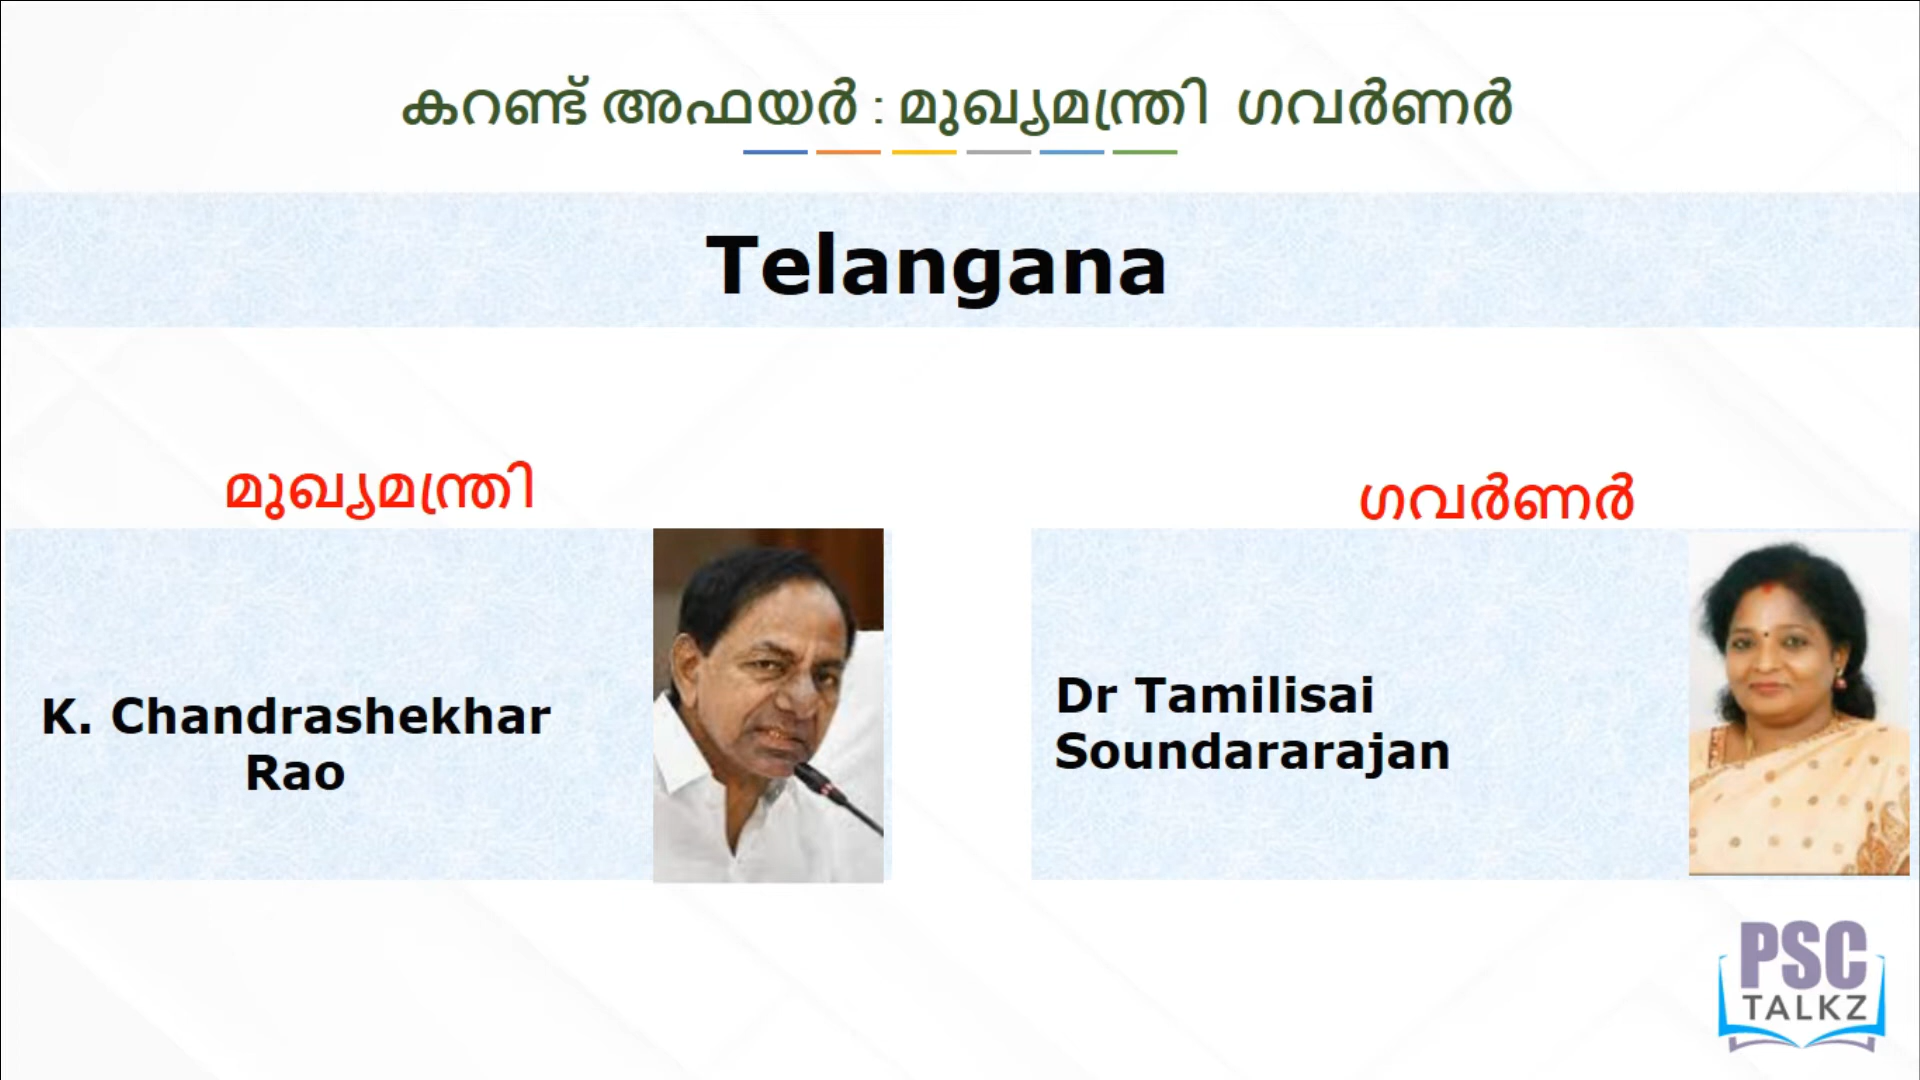 കറണ്ട് അഫയർ : മുഖ്യമന്ത്രി ഗവർണർ
Telangana
മുഖ്യമന്ത്രി
K. Chandrashekhar
Rao
ഗവർണർ
Dr Tamilisai
Soundararajan
PSC
TALKZ